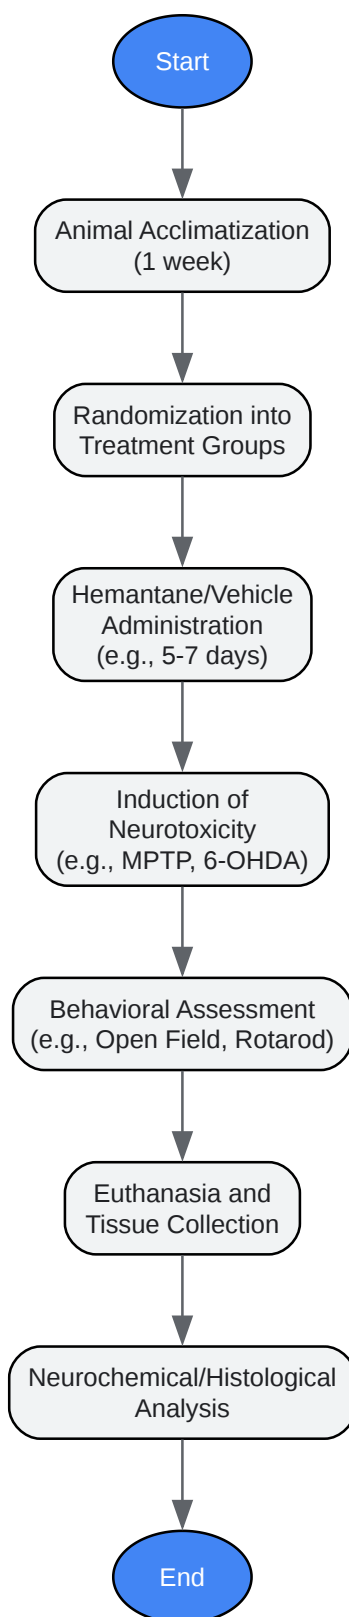 Start
Animal Acclimatization
(1 week)
Randomization into
Treatment Groups
Hemantane/Vehicle
Administration
(e.g., 5-7 days)
Induction of
Neurotoxicity
(e.g., MPTP, 6-OHDA)
Behavioral Assessment
(e.g., Open Field, Rotarod)
Euthanasia and
Tissue Collection
Neurochemical/Histological
Analysis
End